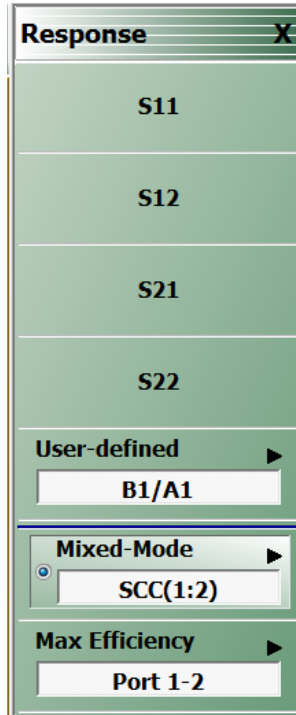 Response X
S11
S12
S21
S22
User-defined
B1/A1
Mixed-Mode
SCC(1:2)
Max Efficiency
Port 1-2